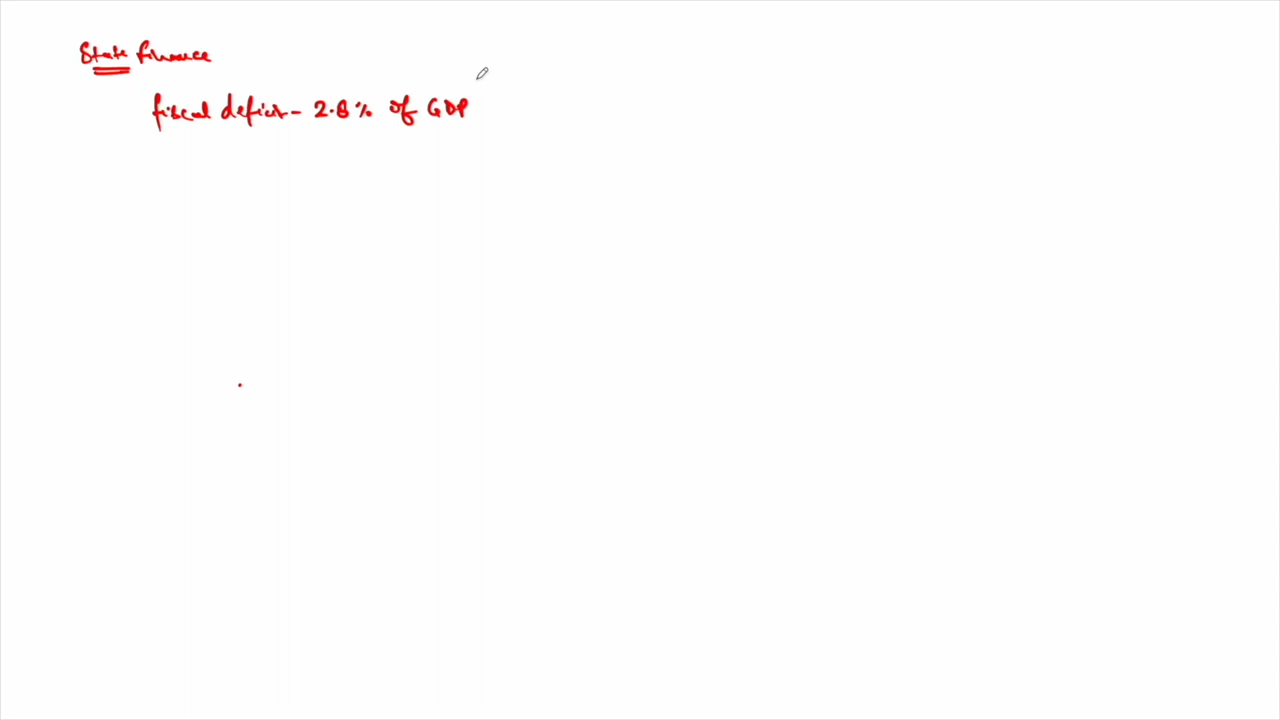 State finance
fiscal deficit - 2.8% of GDP